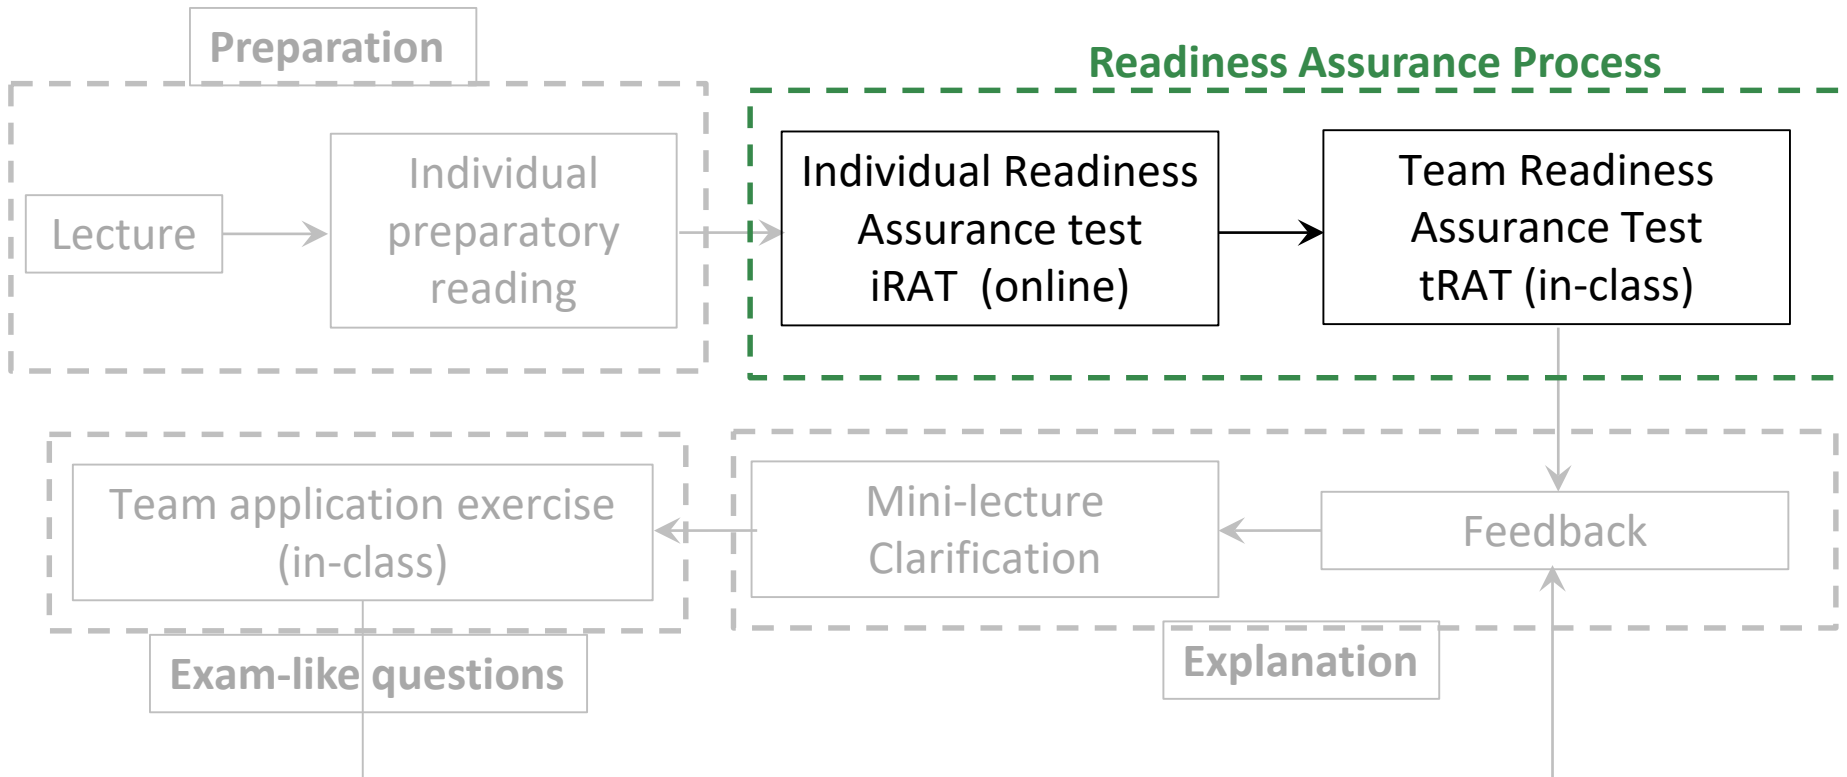 Preparation
Readiness Assurance Process
Lecture
Individual
preparatory
reading
Individual Readiness
Assurance test
iRAT (online)
Team Readiness
Assurance Test
tRAT (in-class)
Team application exercise
(in-class)
Mini-lecture
Clarification
Feedback
Exam-like questions
Explanation